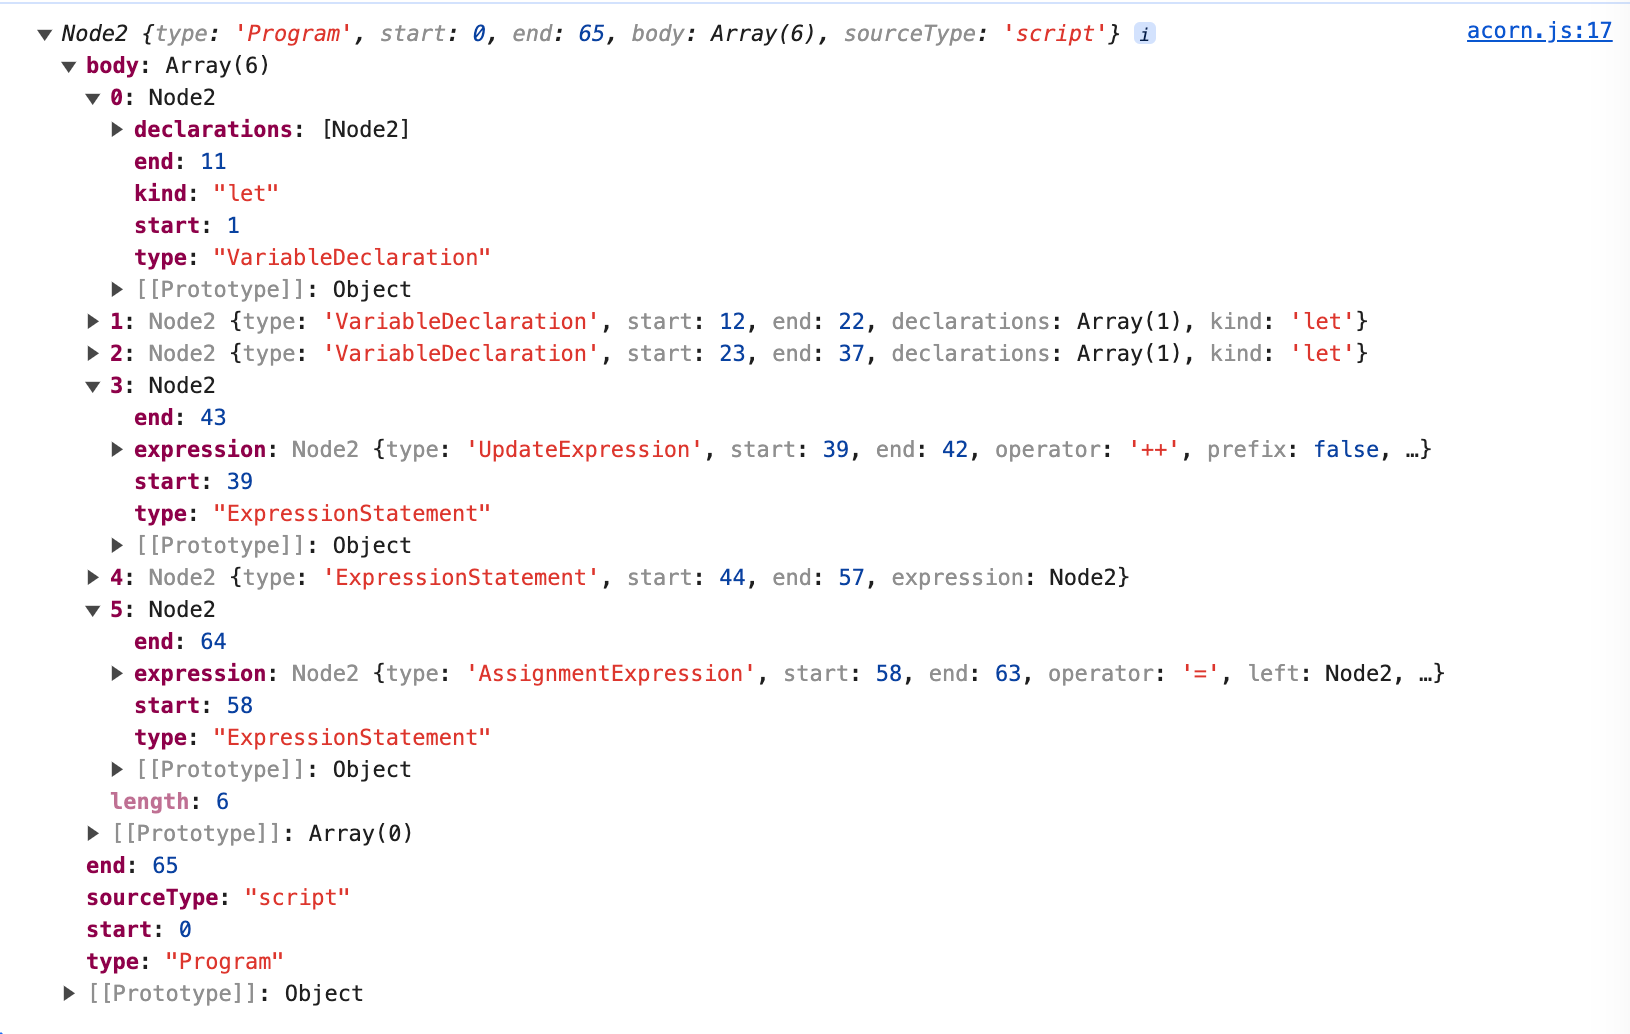 ▼ Node2 {type: 'Program', start: 0, end: 65, body: Array(6), sourceType: 'script'} i acorn.js:17
▼ body: Array(6)
▼ 0: Node2
▶ declarations: [Node2]
end: 11
kind: "let"
start: 1
type: "VariableDeclaration"
▶ [[Prototype]]: Object
▶ 1: Node2 {type: 'VariableDeclaration', start: 12, end: 22, declarations: Array(1), kind: 'let'}
▶ 2: Node2 {type: 'VariableDeclaration', start: 23, end: 37, declarations: Array(1), kind: 'let'}
▼ 3: Node2
end: 43
▶ expression: Node2 {type: 'UpdateExpression', start: 39, end: 42, operator: '++', prefix: false, …}
start: 39
type: "ExpressionStatement"
▶ [[Prototype]]: Object
▶ 4: Node2 {type: 'ExpressionStatement', start: 44, end: 57, expression: Node2}
▼ 5: Node2
end: 64
▶ expression: Node2 {type: 'AssignmentExpression', start: 58, end: 63, operator: '=', left: Node2, …}
start: 58
type: "ExpressionStatement"
▶ [[Prototype]]: Object
length: 6
▶ [[Prototype]]: Array(0)
end: 65
sourceType: "script"
start: 0
type: "Program"
▶ [[Prototype]]: Object